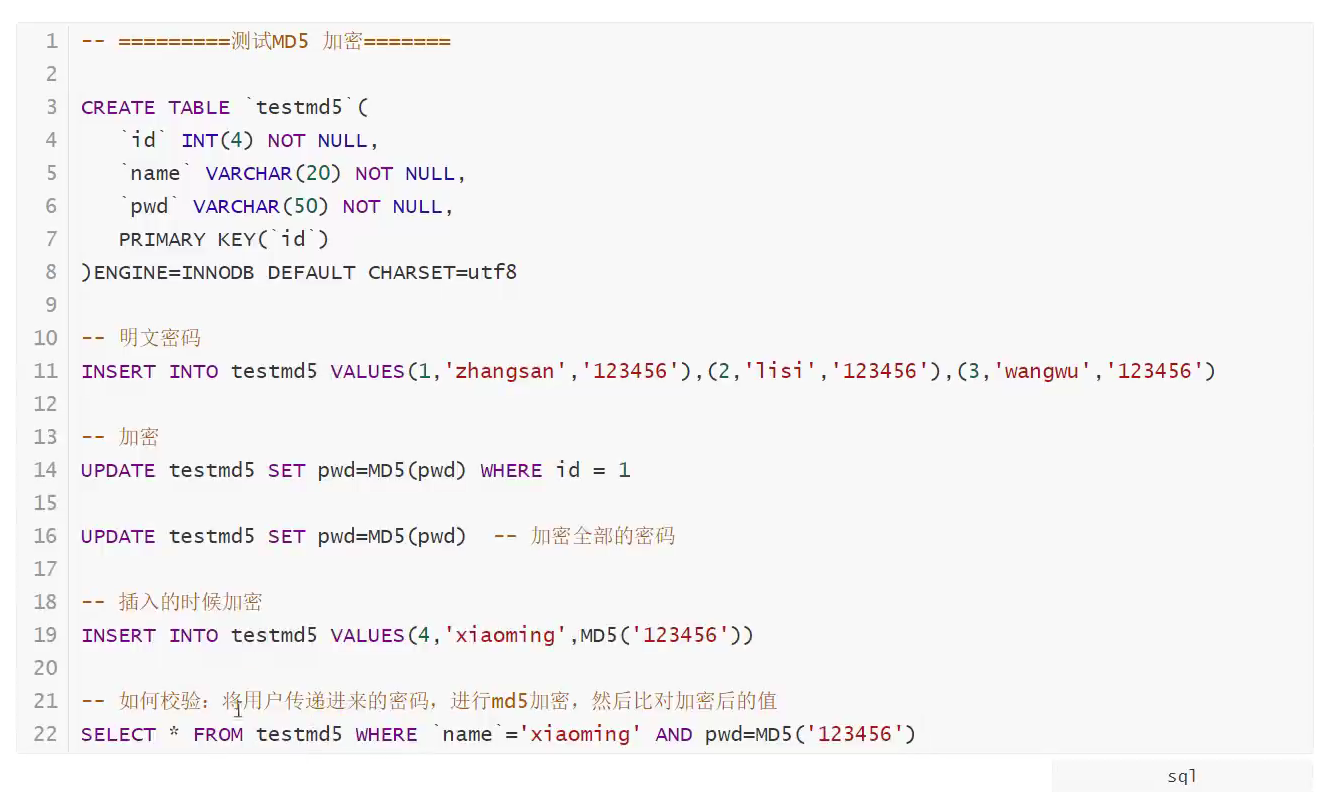 1 -- =========测试MD5 加密=======
2
3 CREATE TABLE `testmd5`(
4 `id` INT(4) NOT NULL,
5 `name` VARCHAR(20) NOT NULL,
6 `pwd` VARCHAR(50) NOT NULL,
7 PRIMARY KEY(`id`)
8 )ENGINE=INNODB DEFAULT CHARSET=utf8
9
10 -- 明文密码
11 INSERT INTO testmd5 VALUES(1,'zhangsan','123456'),(2,'lisi','123456'),(3,'wangwu','123456')
12
13 -- 加密
14 UPDATE testmd5 SET pwd=MD5(pwd) WHERE id = 1
15
16 UPDATE testmd5 SET pwd=MD5(pwd) -- 加密全部的密码
17
18 -- 插入的时候加密
19 INSERT INTO testmd5 VALUES(4,'xiaoming',MD5('123456'))
20
21 -- 如何校验：将用户传递进来的密码，进行md5加密，然后比对加密后的值
22 SELECT * FROM testmd5 WHERE `name`='xiaoming' AND pwd=MD5('123456')
sql